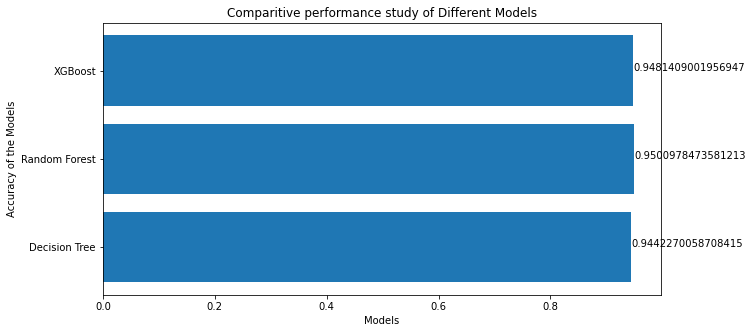 Comparitive performance study of Different Models
Accuracy of the Models
XGBoost
0.9481409001956947
Random Forest
0.9500978473581213
Decision Tree
0.9442270058708415
0.0 0.2 0.4 0.6 0.8
Models